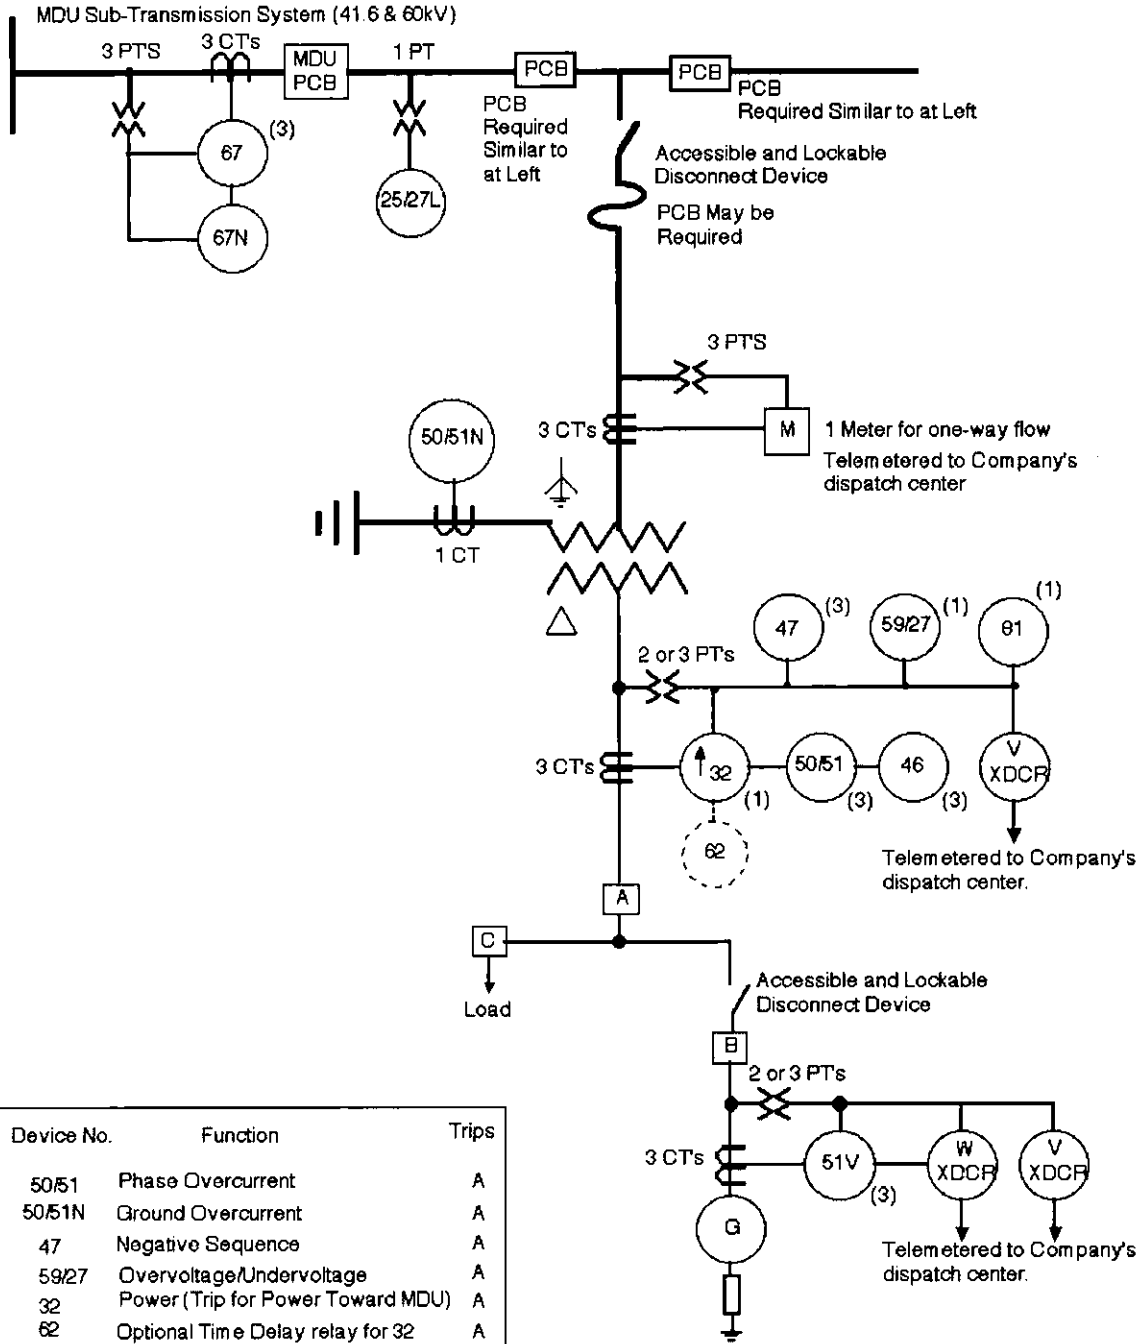 MDU Sub-Transmission System (41.6 & 60kV)
3 PT'S
3 CT's
MDU
PCB
1 PT
PCB
PCB
PCB
Required
Similar to
at Left
PCB
Required Similar to at Left
67
(3)
67N
25/27L
Accessible and Lockable
Disconnect Device
PCB May be
Required
3 PT'S
3 CT's
M
1 Meter for one-way flow
Telemetered to Company's
dispatch center
50/51N
1 CT
47
(3)
59/27
(1)
81
(1)
2 or 3 PT's
3 CT's
32
(1)
50/51
(3)
46
(3)
V
XDCR
62
Telemetered to Company's
dispatch center.
A
C
Load
Accessible and Lockable
Disconnect Device
B
2 or 3 PT's
3 CT's
51V
(3)
W
XDCR
V
XDCR
G
Telemetered to Company's
dispatch center.
Device No. Function Trips
50/51 Phase Overcurrent A
50/51N Ground Overcurrent A
47 Negative Sequence A
59/27 Overvoltage/Undervoltage A
32 Power (Trip for Power Toward MDU) A
62 Optional Time Delay relay for 32 A